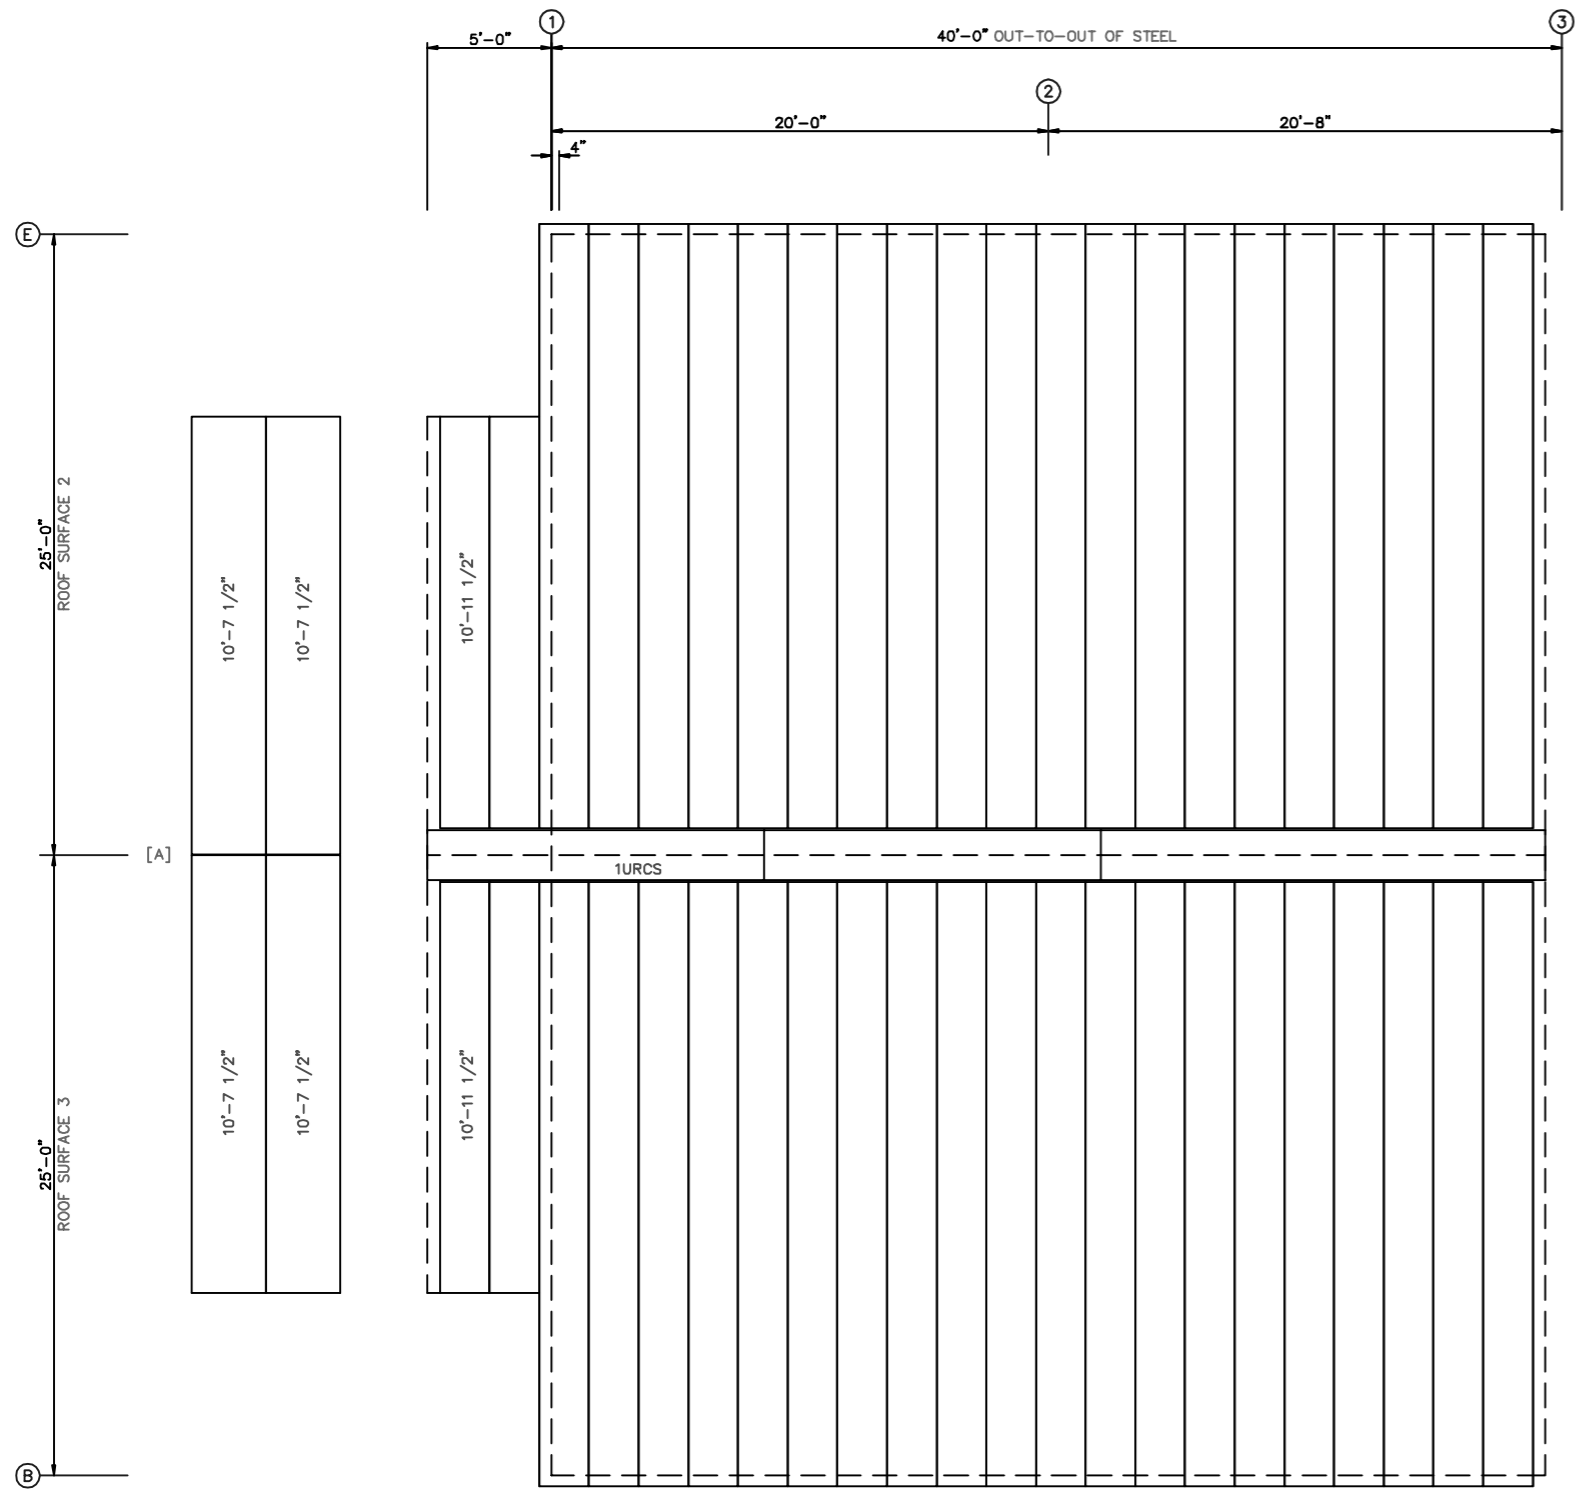 1
3
5'-0"
40'-0" OUT-TO-OUT OF STEEL
2
20'-0"
20'-8"
4"
E
25'-0"
ROOF SURFACE 2
10'-7 1/2"
10'-7 1/2"
10'-11 1/2"
[A]
1URCS
25'-0"
ROOF SURFACE 3
10'-7 1/2"
10'-7 1/2"
10'-11 1/2"
B